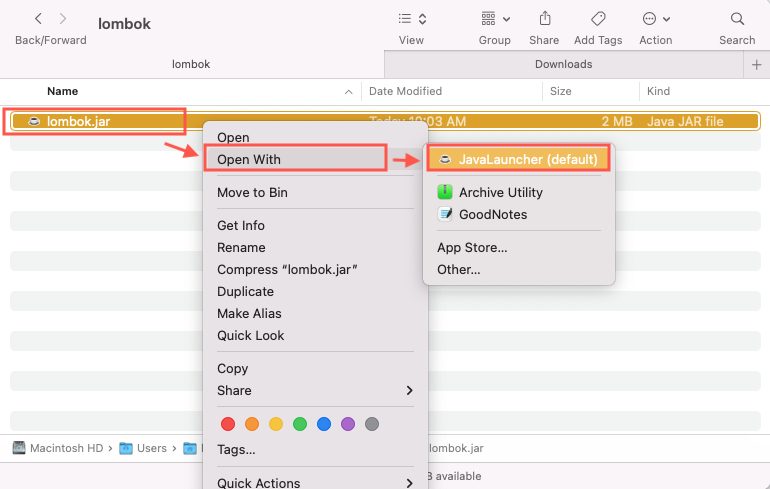 lombok
Back/Forward
View
Group
Share
Add Tags
Action
Search
lombok
Downloads
Name
Date Modified
Size
Kind
lombok.jar
Today 10:03 AM
2 MB
Java JAR file
Open
Open With
Move to Bin
Get Info
Rename
Compress “lombok.jar”
Duplicate
Make Alias
Quick Look
Copy
Share
Tags...
Quick Actions
JavaLauncher (default)
Archive Utility
GoodNotes
App Store...
Other...
Macintosh HD
Users
lombok.jar
available